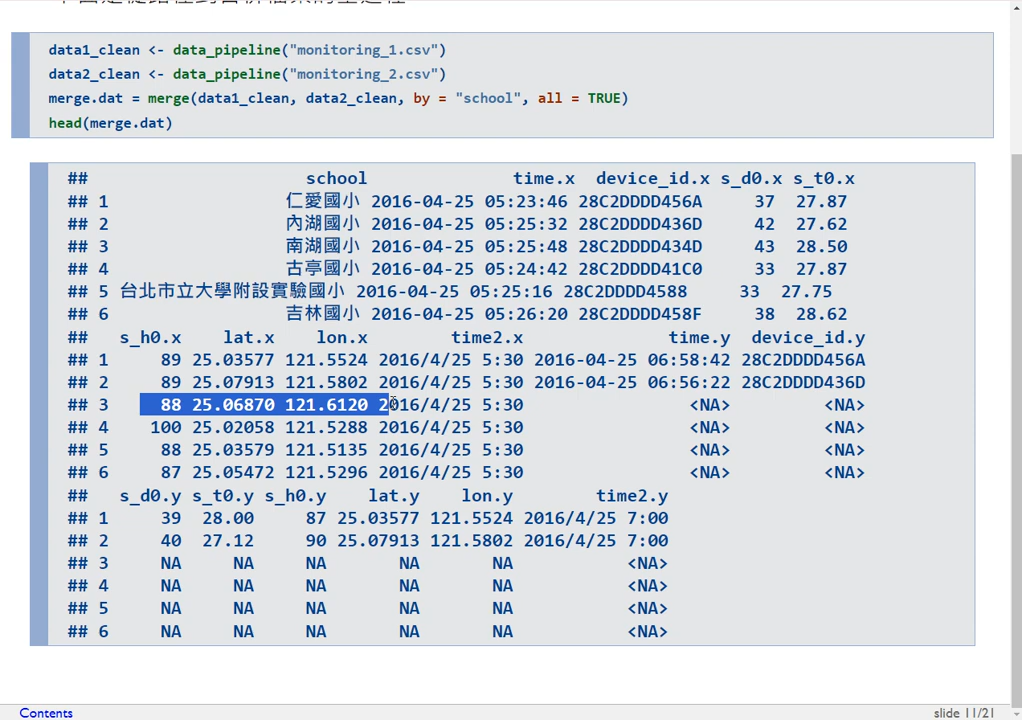 data1_clean <- data_pipeline("monitoring_1.csv")
data2_clean <- data_pipeline("monitoring_2.csv")
merge.dat = merge(data1_clean, data2_clean, by = "school", all = TRUE)
head(merge.dat)
## school time.x device_id.x s_d0.x s_t0.x
## 1 仁愛國小 2016-04-25 05:23:46 28C2DDDD456A 37 27.87
## 2 內湖國小 2016-04-25 05:25:32 28C2DDDD436D 42 27.62
## 3 南湖國小 2016-04-25 05:25:48 28C2DDDD434D 43 28.50
## 4 古亭國小 2016-04-25 05:24:42 28C2DDDD41C0 33 27.87
## 5 台北市立大學附設實驗國小 2016-04-25 05:25:16 28C2DDDD4588 33 27.75
## 6 吉林國小 2016-04-25 05:26:20 28C2DDDD458F 38 28.62
## s_h0.x lat.x lon.x time2.x time.y device_id.y
## 1 89 25.03577 121.5524 2016/4/25 5:30 2016-04-25 06:58:42 28C2DDDD456A
## 2 89 25.07913 121.5802 2016/4/25 5:30 2016-04-25 06:56:22 28C2DDDD436D
## 3 88 25.06870 121.6120 2016/4/25 5:30 <NA> <NA>
## 4 100 25.02058 121.5288 2016/4/25 5:30 <NA> <NA>
## 5 88 25.03579 121.5135 2016/4/25 5:30 <NA> <NA>
## 6 87 25.05472 121.5296 2016/4/25 5:30 <NA> <NA>
## s_d0.y s_t0.y s_h0.y lat.y lon.y time2.y
## 1 39 28.00 87 25.03577 121.5524 2016/4/25 7:00
## 2 40 27.12 90 25.07913 121.5802 2016/4/25 7:00
## 3 NA NA NA NA NA <NA>
## 4 NA NA NA NA NA <NA>
## 5 NA NA NA NA NA <NA>
## 6 NA NA NA NA NA <NA>
Contents
slide 11/21